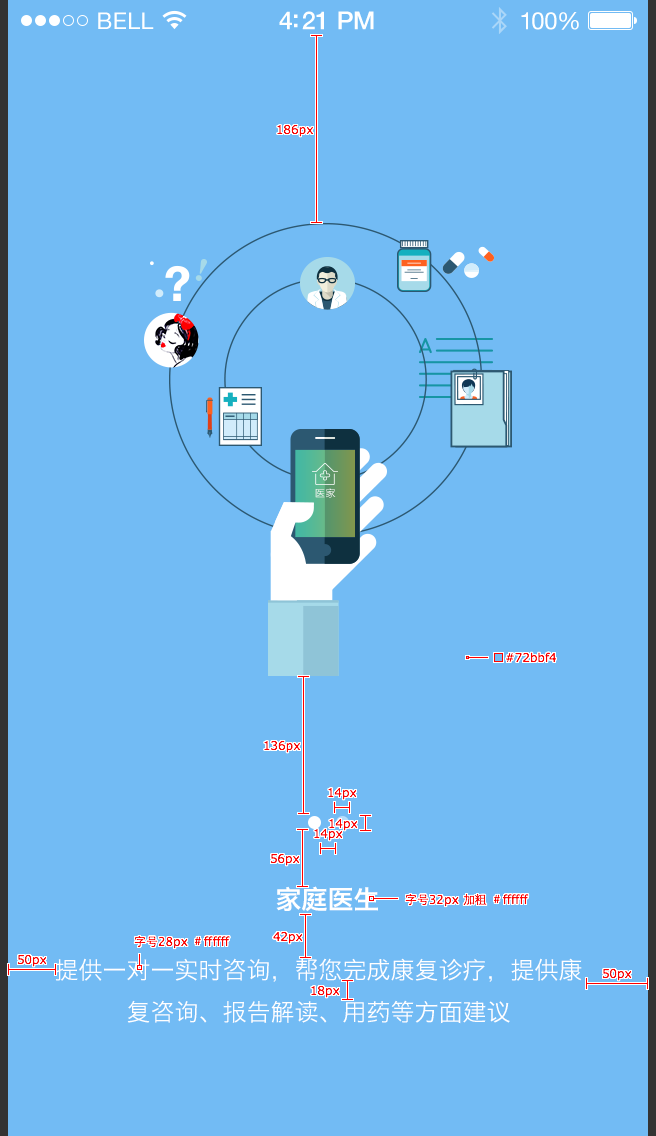 BELL 4:21 PM 100%
186px
?!
A
医家
#72bbf4
136px
14px
14px
14px
56px
家庭医生 字号32px 加粗 #ffffff
42px
字号28px #ffffff
50px 50px
提供一对一实时咨询，帮您完成康复诊疗，提供康
18px
复咨询、报告解读、用药等方面建议